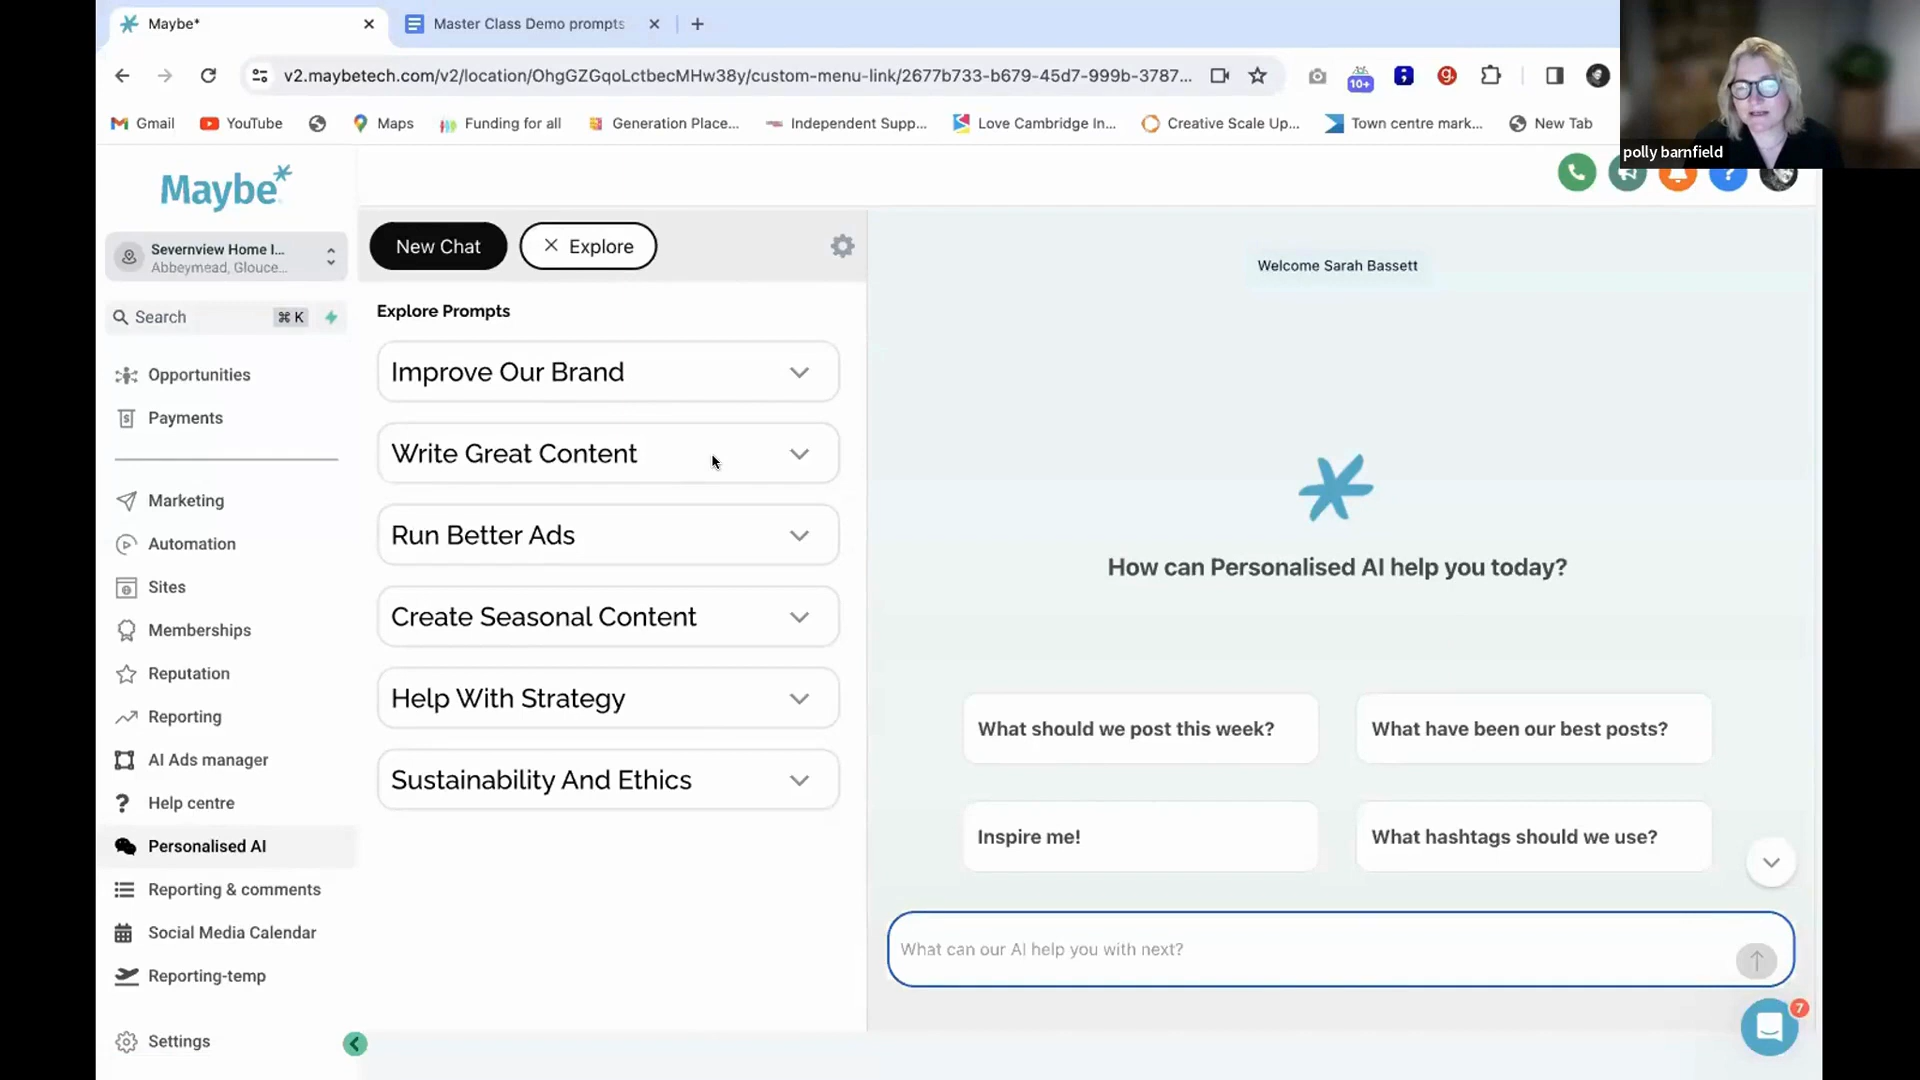 Maybe*
Master Class Demo prompts
v2.maybetech.com/v2/location/OhgGZGqoLctbecMHw38y/custom-menu-link/2677b733-b679-45d7-999b-3787...
10+
Gmail
YouTube
Maps
Funding for all
Generation Place...
Independent Supp...
Love Cambridge In...
Creative Scale Up...
Town centre mark...
New Tab
polly barnfield
Maybe*
Severnview Home I...
Abbeymead, Glouce...
Search
⌘ K
Opportunities
Payments
Marketing
Automation
Sites
Memberships
Reputation
Reporting
AI Ads manager
Help centre
Personalised AI
Reporting & comments
Social Media Calendar
Reporting-temp
Settings
New Chat
Explore
Explore Prompts
Improve Our Brand
Write Great Content
Run Better Ads
Create Seasonal Content
Help With Strategy
Sustainability And Ethics
Welcome Sarah Bassett
How can Personalised AI help you today?
What should we post this week?
What have been our best posts?
Inspire me!
What hashtags should we use?
What can our AI help you with next?
7